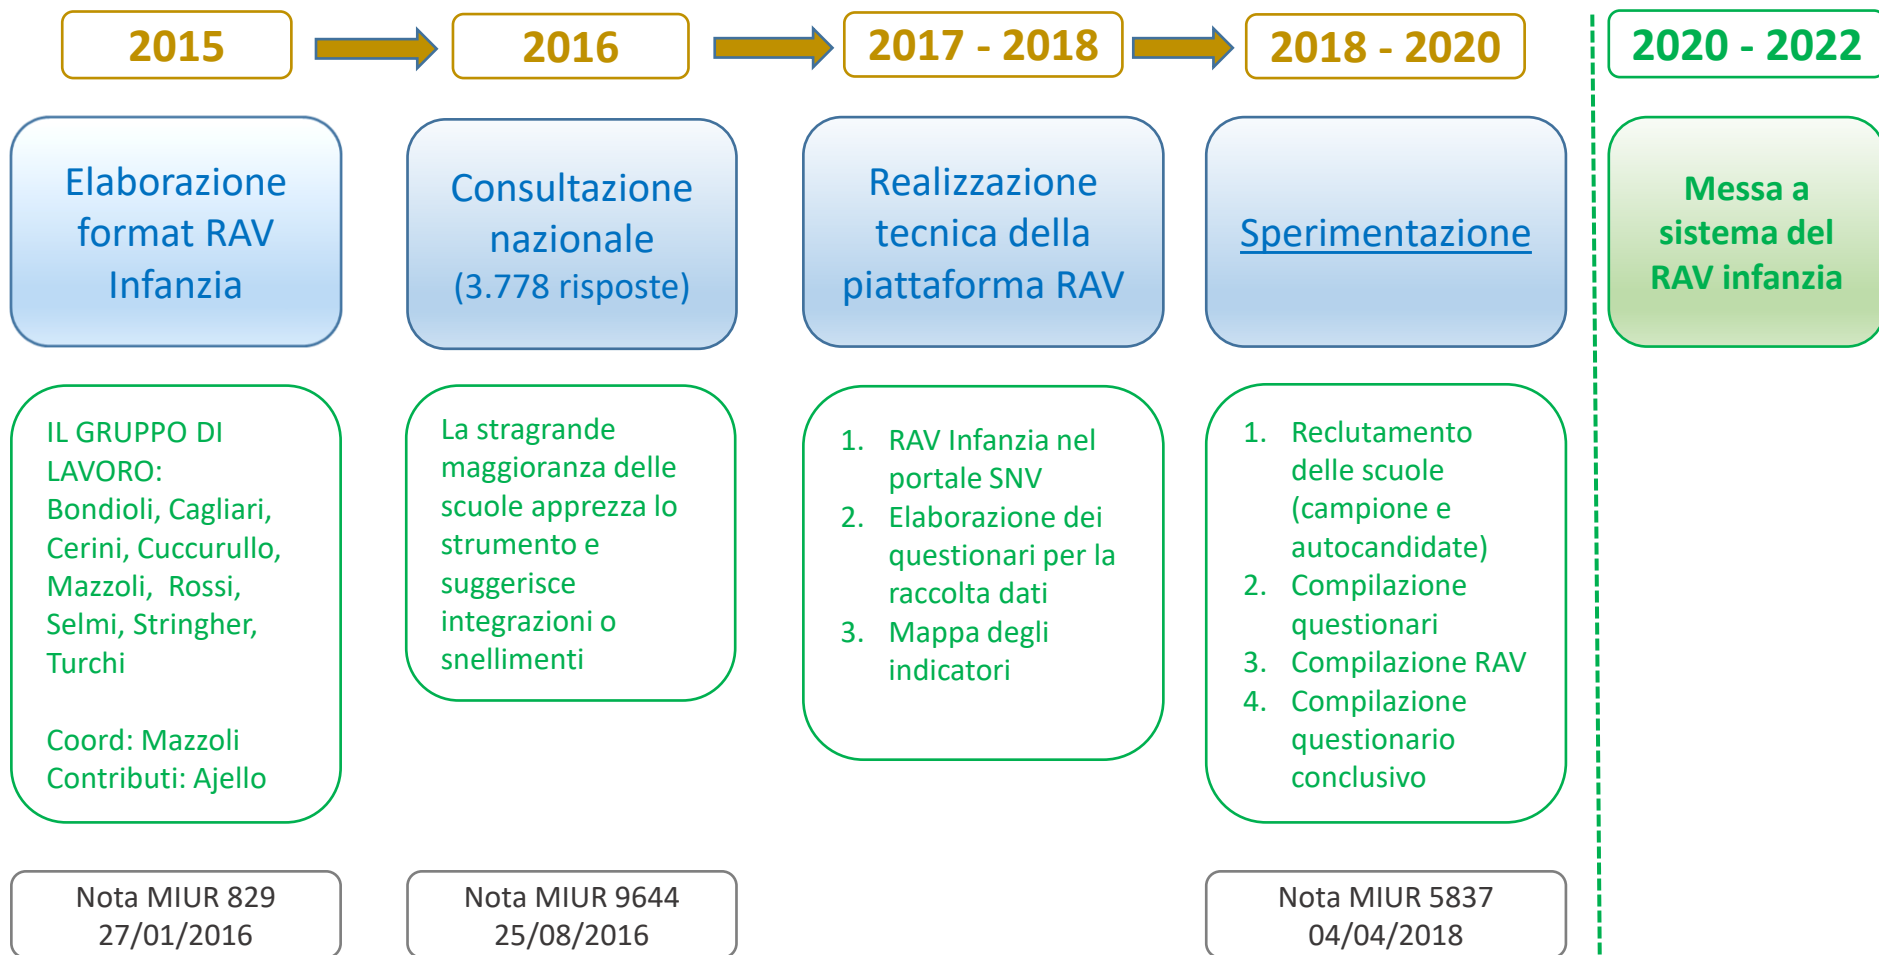 2015
2016
2017 - 2018
2018 - 2020
2020 - 2022
Elaborazione
format RAV
Infanzia
Consultazione
nazionale
(3.778 risposte)
Realizzazione
tecnica della
piattaforma RAV
Sperimentazione
Messa a
sistema del
RAV infanzia
IL GRUPPO DI
LAVORO:
Bondioli, Cagliari,
Cerini, Cuccurullo,
Mazzoli, Rossi,
Selmi, Stringher,
Turchi
Coord: Mazzoli
Contributi: Ajello
La stragrande
maggioranza delle
scuole apprezza lo
strumento e
suggerisce
integrazioni o
snellimenti
1. RAV Infanzia nel
portale SNV
2. Elaborazione dei
questionari per la
raccolta dati
3. Mappa degli
indicatori
1. Reclutamento
delle scuole
(campione e
autocandidate)
2. Compilazione
questionari
3. Compilazione RAV
4. Compilazione
questionario
conclusivo
Nota MIUR 829
27/01/2016
Nota MIUR 9644
25/08/2016
Nota MIUR 5837
04/04/2018